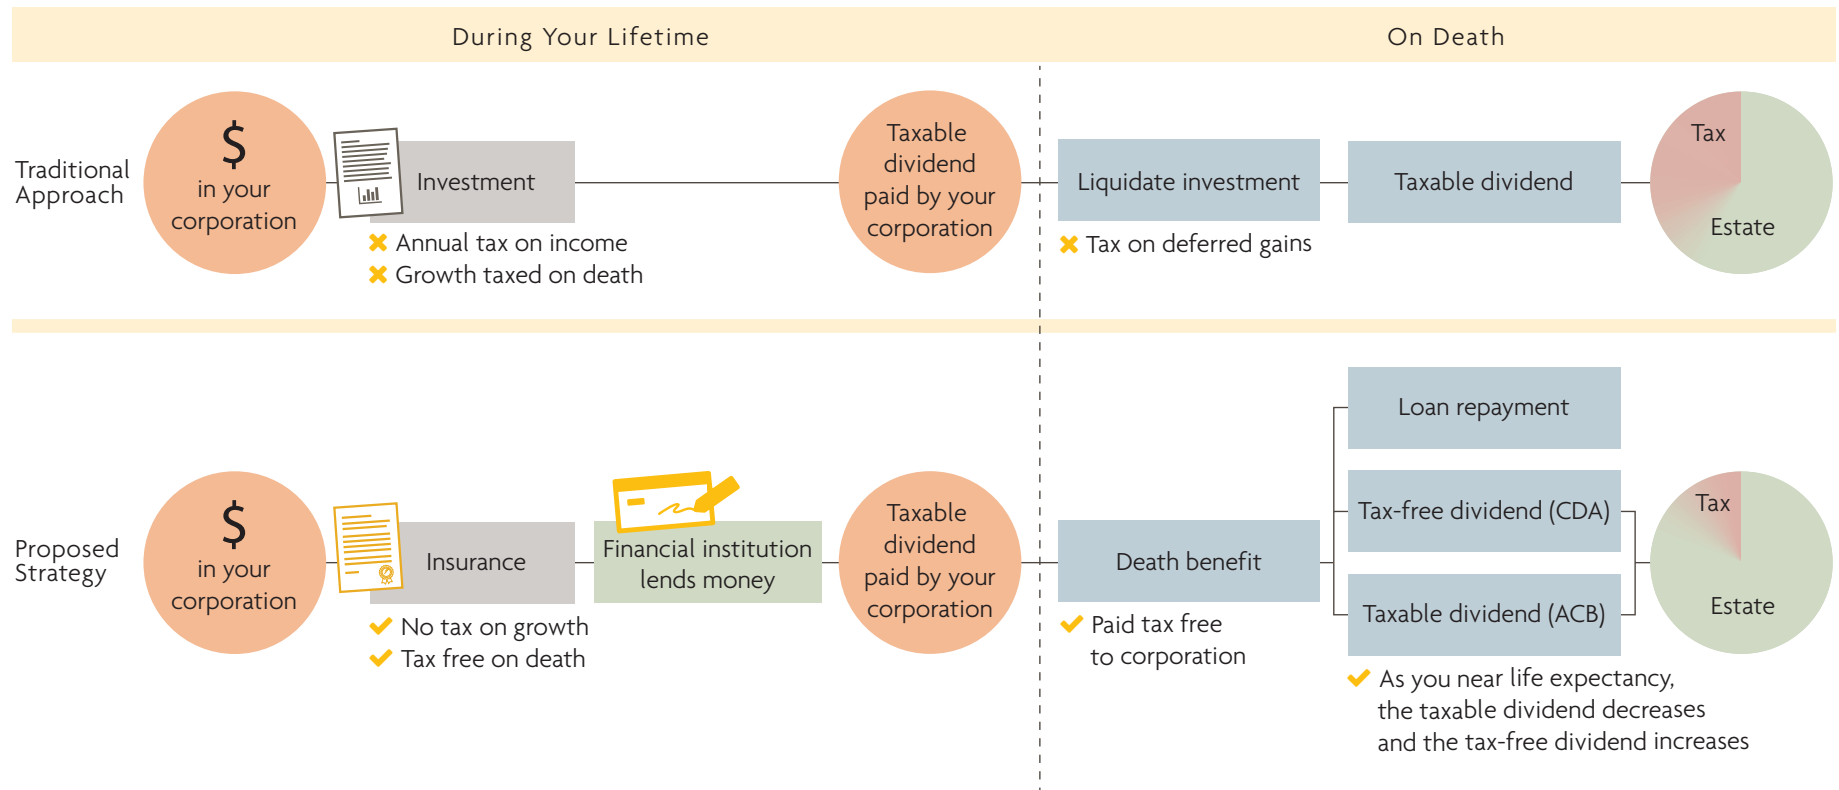 During Your Lifetime
On Death
Traditional
Approach
$
in your
corporation
Investment
Annual tax on income
Growth taxed on death
Taxable
dividend
paid by your
corporation
Liquidate investment
Tax on deferred gains
Taxable dividend
Tax
Estate
Proposed
Strategy
$
in your
corporation
Insurance
No tax on growth
Tax free on death
Financial institution
lends money
Taxable
dividend
paid by your
corporation
Death benefit
Paid tax free
to corporation
Loan repayment
Tax-free dividend (CDA)
Taxable dividend (ACB)
As you near life expectancy,
the taxable dividend decreases
and the tax-free dividend increases
Tax
Estate